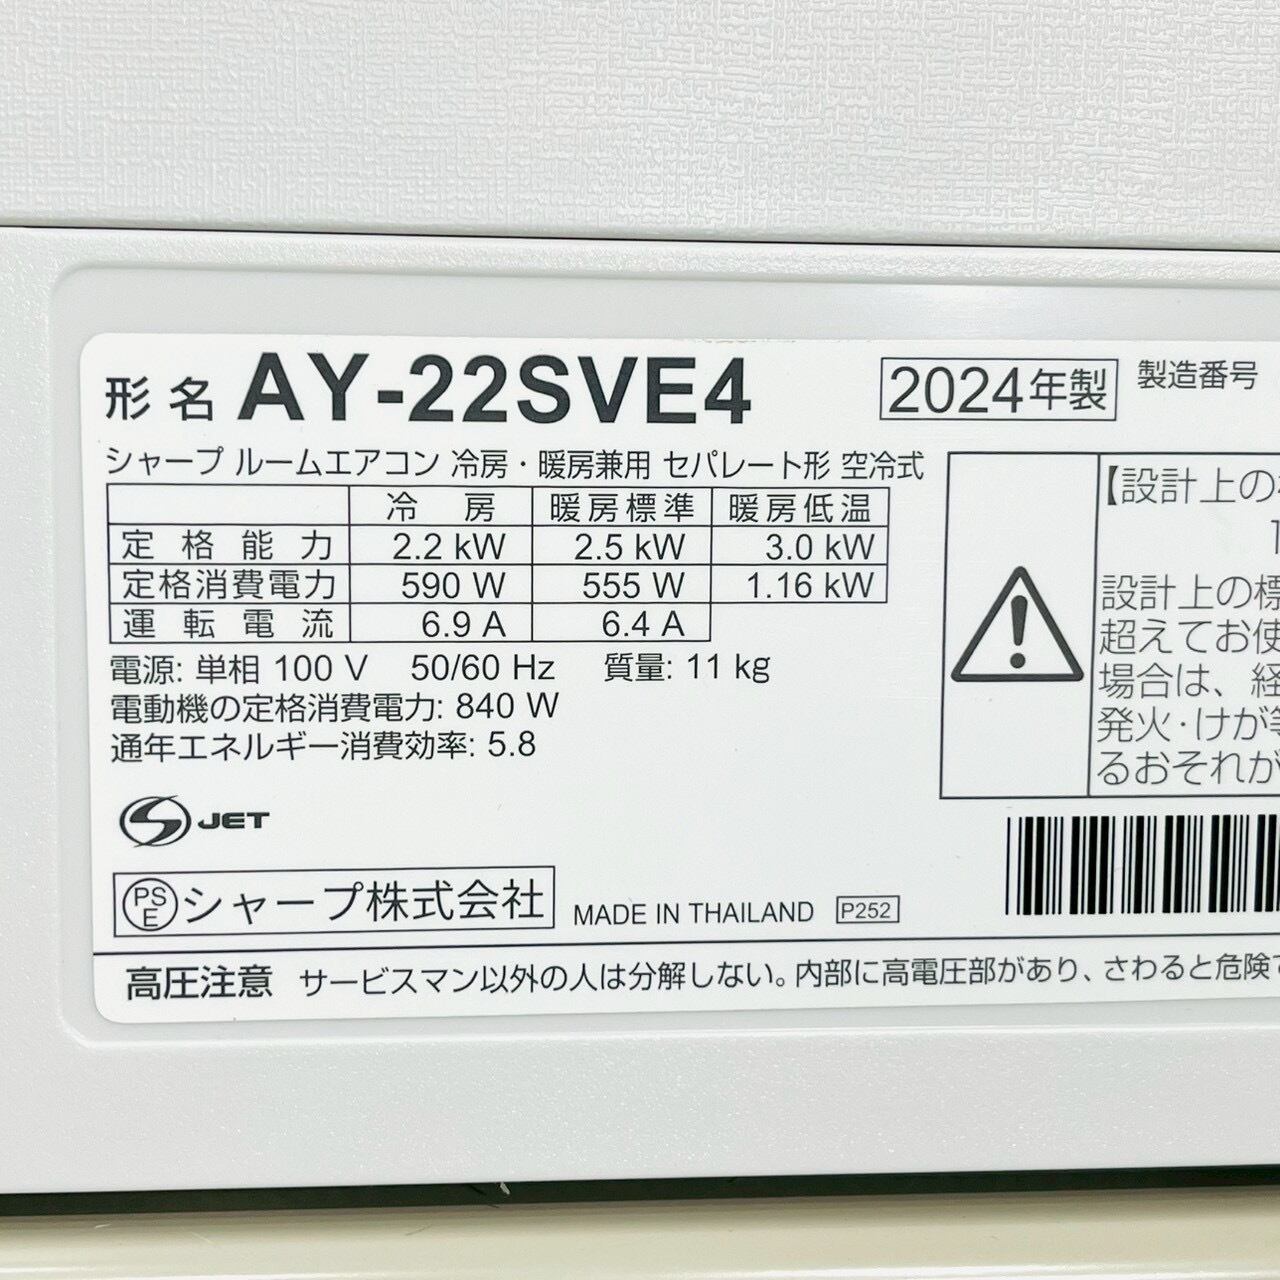 形名 AY-22SVE4 2024年製 製造番号
シャープ ルームエアコン 冷房・暖房兼用 セパレート形 空冷式
冷房 暖房標準 暖房低温
定格能力 2.2 kW 2.5 kW 3.0 kW
定格消費電力 590 W 555 W 1.16 kW
運転電流 6.9 A 6.4 A
電源: 単相 100 V 50/60 Hz 質量: 11 kg
電動機の定格消費電力: 840 W
通年エネルギー消費効率: 5.8
【設計上の
設計上の標
超えてお使
場合は、経
発火・けが等
るおそれが
JET
PSE シャープ株式会社 MADE IN THAILAND P252
高圧注意 サービスマン以外の人は分解しない。内部に高電圧部があり、さわると危険で